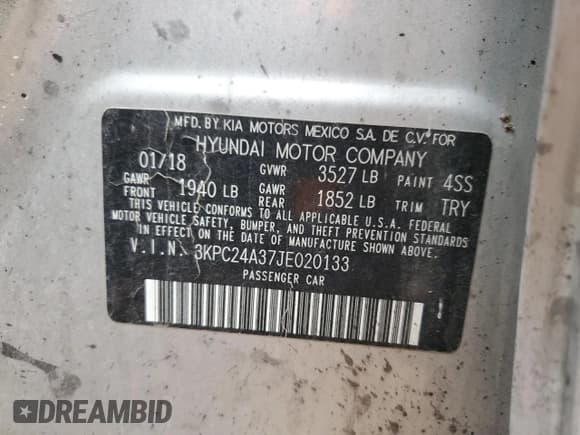 MFD. BY KIA MOTORS MEXICO S.A. DE C.V. FOR
HYUNDAI MOTOR COMPANY
01/18 GVWR 3527 LB PAINT 4SS
GAWR FRONT 1940 LB GAWR REAR 1852 LB TRIM TRY
THIS VEHICLE CONFORMS TO ALL APPLICABLE U.S.A. FEDERAL
MOTOR VEHICLE SAFETY, BUMPER, AND THEFT PREVENTION STANDARDS
IN EFFECT ON THE DATE OF MANUFACTURE SHOWN ABOVE.
V.I.N. 3KPC24A37JE020133
PASSENGER CAR
DREAMBID